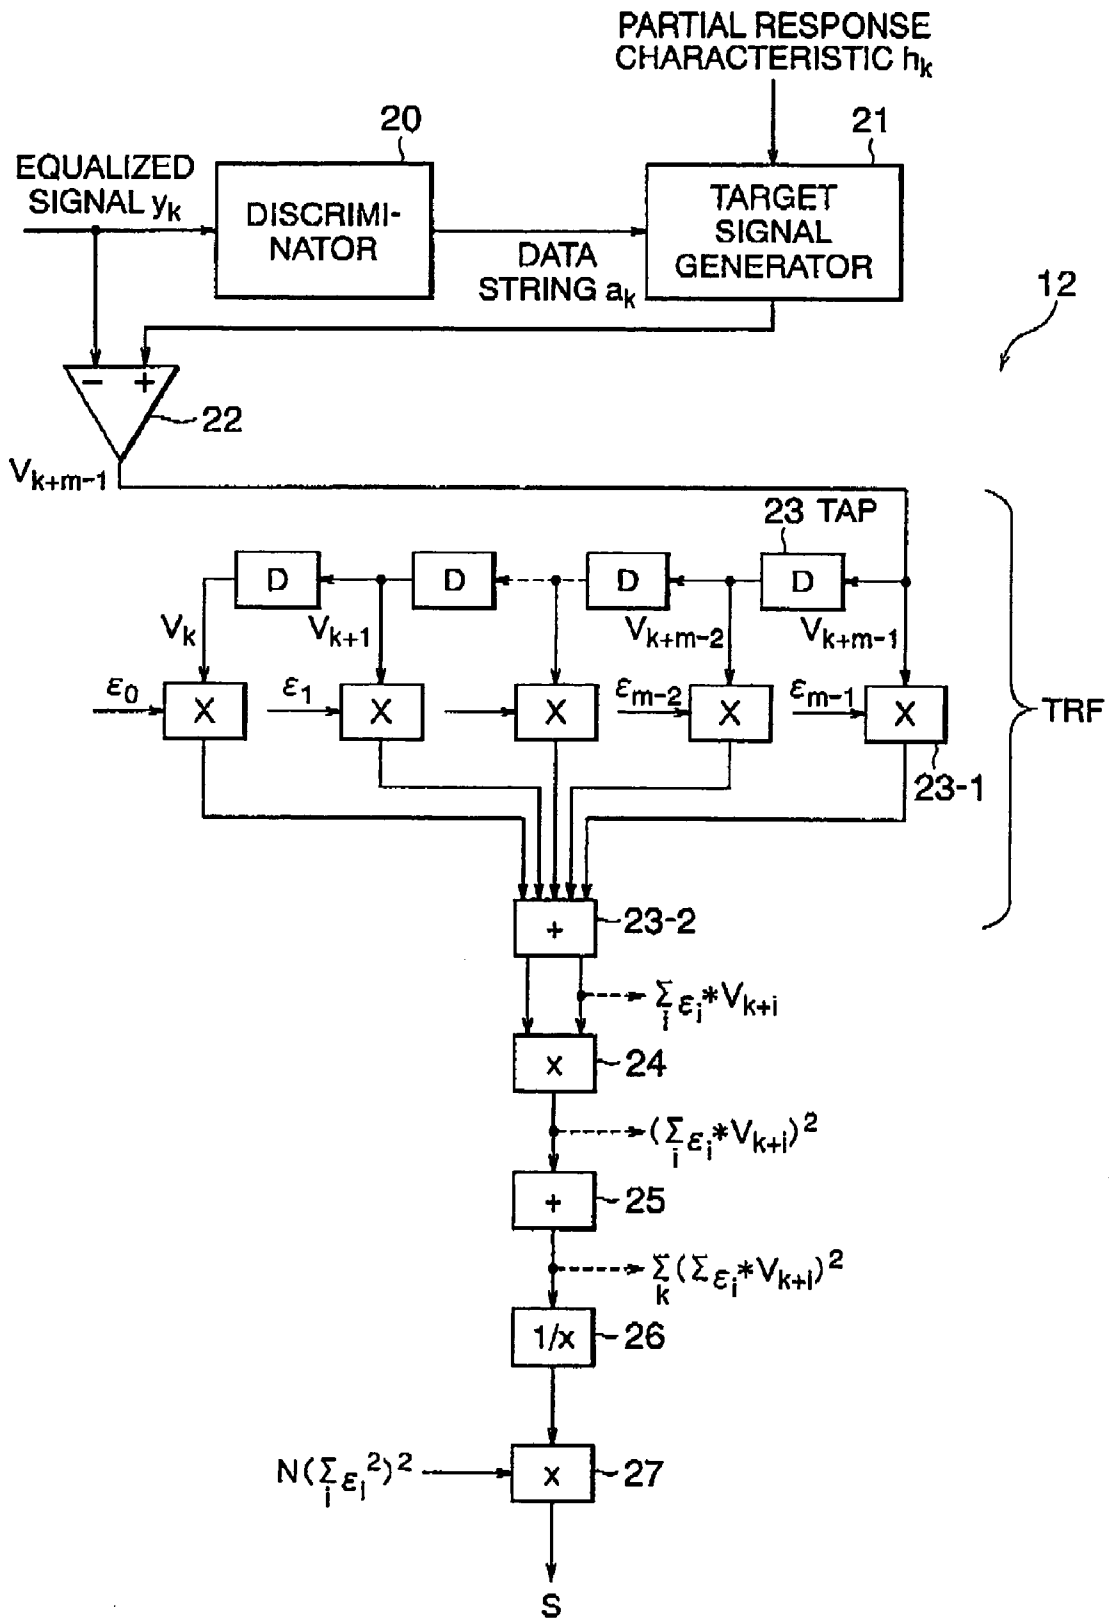 PARTIAL RESPONSE
CHARACTERISTIC hₖ
20
21
EQUALIZED
SIGNAL yₖ
DISCRIMI-
NATOR
DATA
STRING aₖ
TARGET
SIGNAL
GENERATOR
12
− +
22
Vₖ₊ₘ₋₁
23 TAP
D D D D
Vₖ Vₖ₊₁ Vₖ₊ₘ₋₂ Vₖ₊ₘ₋₁
ε₀ X ε₁ X X εₘ₋₂ X εₘ₋₁ X
TRF
23-1
+ 23-2
Σᵢ εᵢ*Vₖ₊ᵢ
x 24
(Σᵢ εᵢ*Vₖ₊ᵢ)²
+ 25
Σₖ(Σ εᵢ*Vₖ₊ᵢ)²
1/x 26
N(Σᵢ εᵢ²)² x 27
S